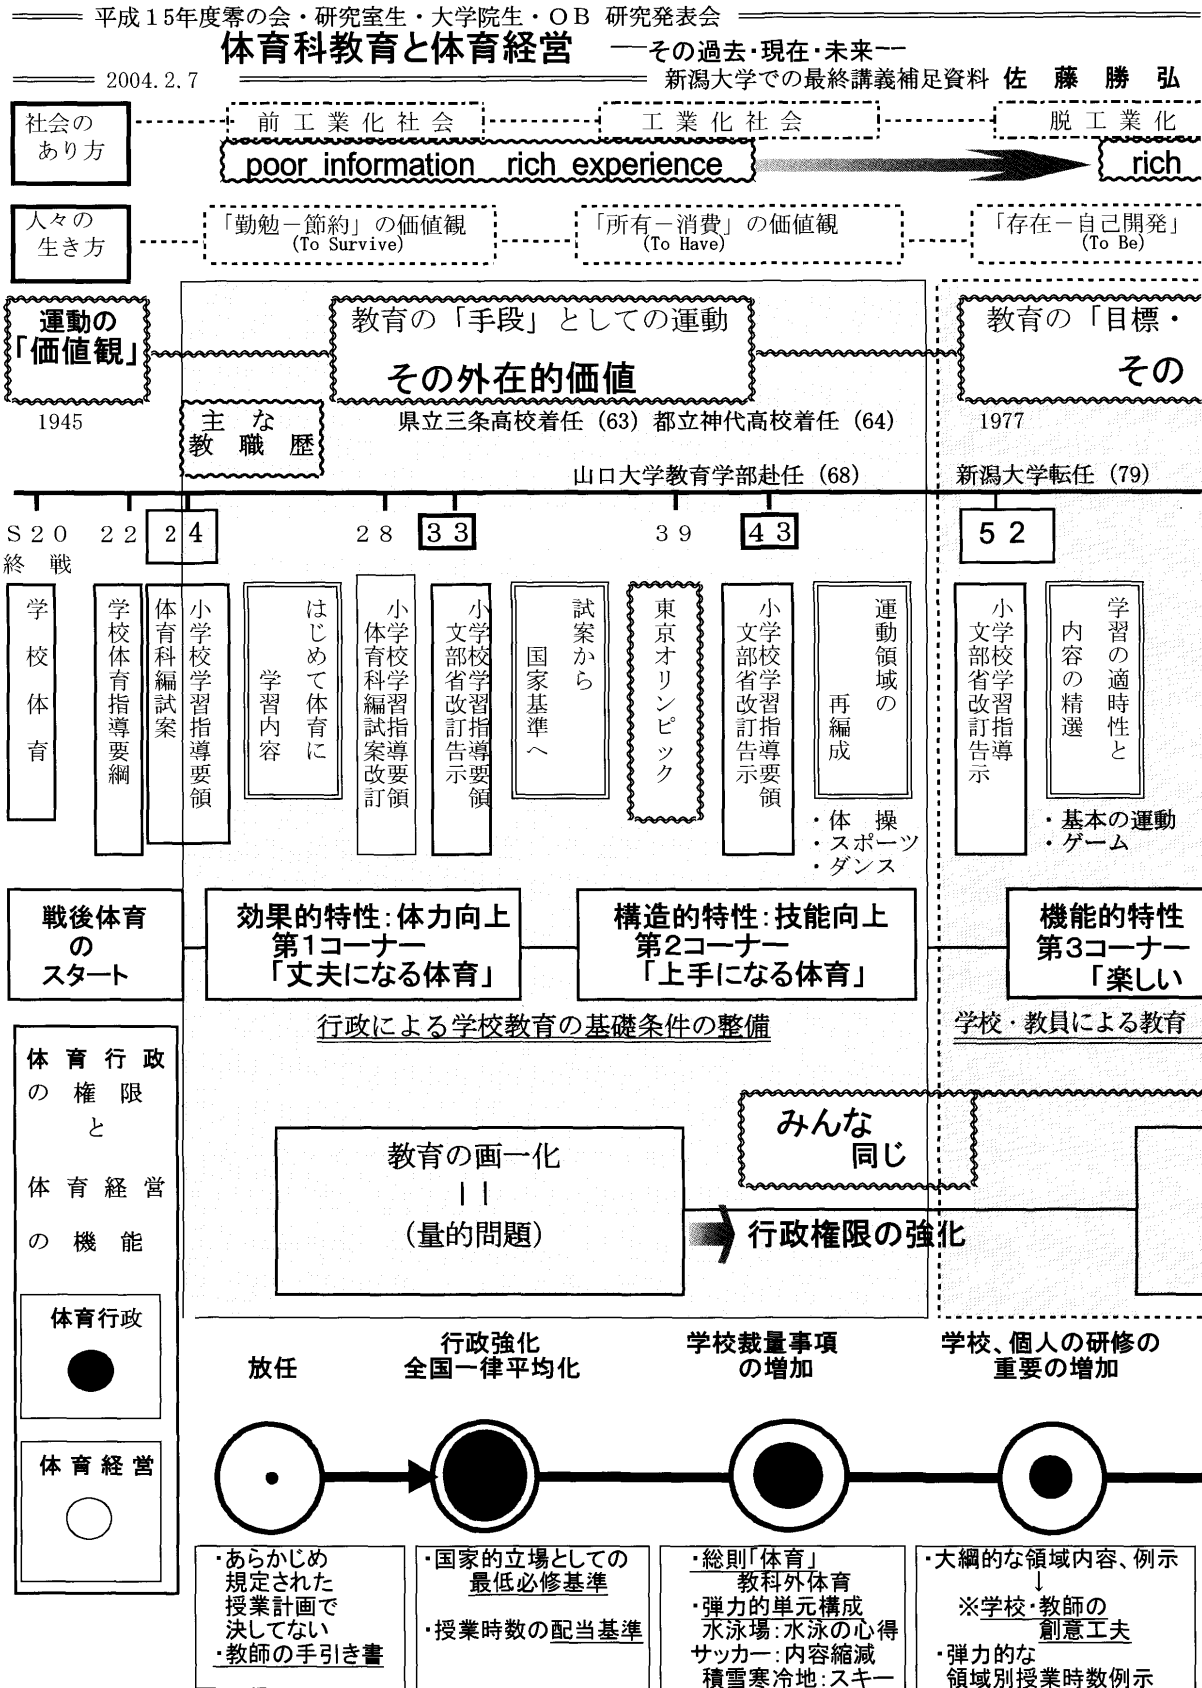 平成15年度零の会・研究室生・大学院生・OB 研究発表会
体育科教育と体育経営 ―その過去・現在・未来―
2004.2.7
新潟大学での最終講義補足資料 佐藤勝弘
社会の
あり方
前工業化社会
工業化社会
脱工業化
poor information rich experience
rich
人々の
生き方
「勤勉－節約」の価値観
(To Survive)
「所有－消費」の価値観
(To Have)
「存在－自己開発」
(To Be)
運動の
「価値観」
教育の「手段」としての運動
その外在的価値
教育の「目標・
その
1945
主な
教職歴
県立三条高校着任 (63) 都立神代高校着任 (64)
1977
山口大学教育学部赴任 (68)
新潟大学転任 (79)
S20
22
24
28
33
39
43
52
終戦
学校体育
学校体育指導要綱
小学校学習指導要領
体育科編試案
はじめて体育に
学習内容
小学校学習指導要領
体育科編試案改訂
小学校学習指導要領
文部省改訂告示
試案から
国家基準へ
東京オリンピック
小学校学習指導要領
文部省改訂告示
運動領域の
再編成
・体 操
・スポーツ
・ダンス
小学校学習指導
文部省改訂告示
学習の適時性と
内容の精選
・基本の運動
・ゲーム
戦後体育
の
スタート
効果的特性：体力向上
第1コーナー
「丈夫になる体育」
構造的特性：技能向上
第2コーナー
「上手になる体育」
機能的特性
第3コーナー
「楽しい
行政による学校教育の基礎条件の整備
学校・教員による教育
体育行政
の権限
と
体育経営
の機能
みんな
同じ
教育の画一化
||
(量的問題)
行政権限の強化
体育行政
体育経営
放任
行政強化
全国一律平均化
学校裁量事項
の増加
学校、個人の研修の
重要の増加
・あらかじめ
規定された
授業計画で
決してない
・教師の手引き書
・国家的立場としての
最低必修基準
・授業時数の配当基準
・総則「体育」
教科外体育
・弾力的単元構成
水泳場：水泳の心得
サッカー：内容縮減
積雪寒冷地：スキー
・大綱的な領域内容、例示
↓
※学校・教師の
創意工夫
・弾力的な
領域別授業時数例示